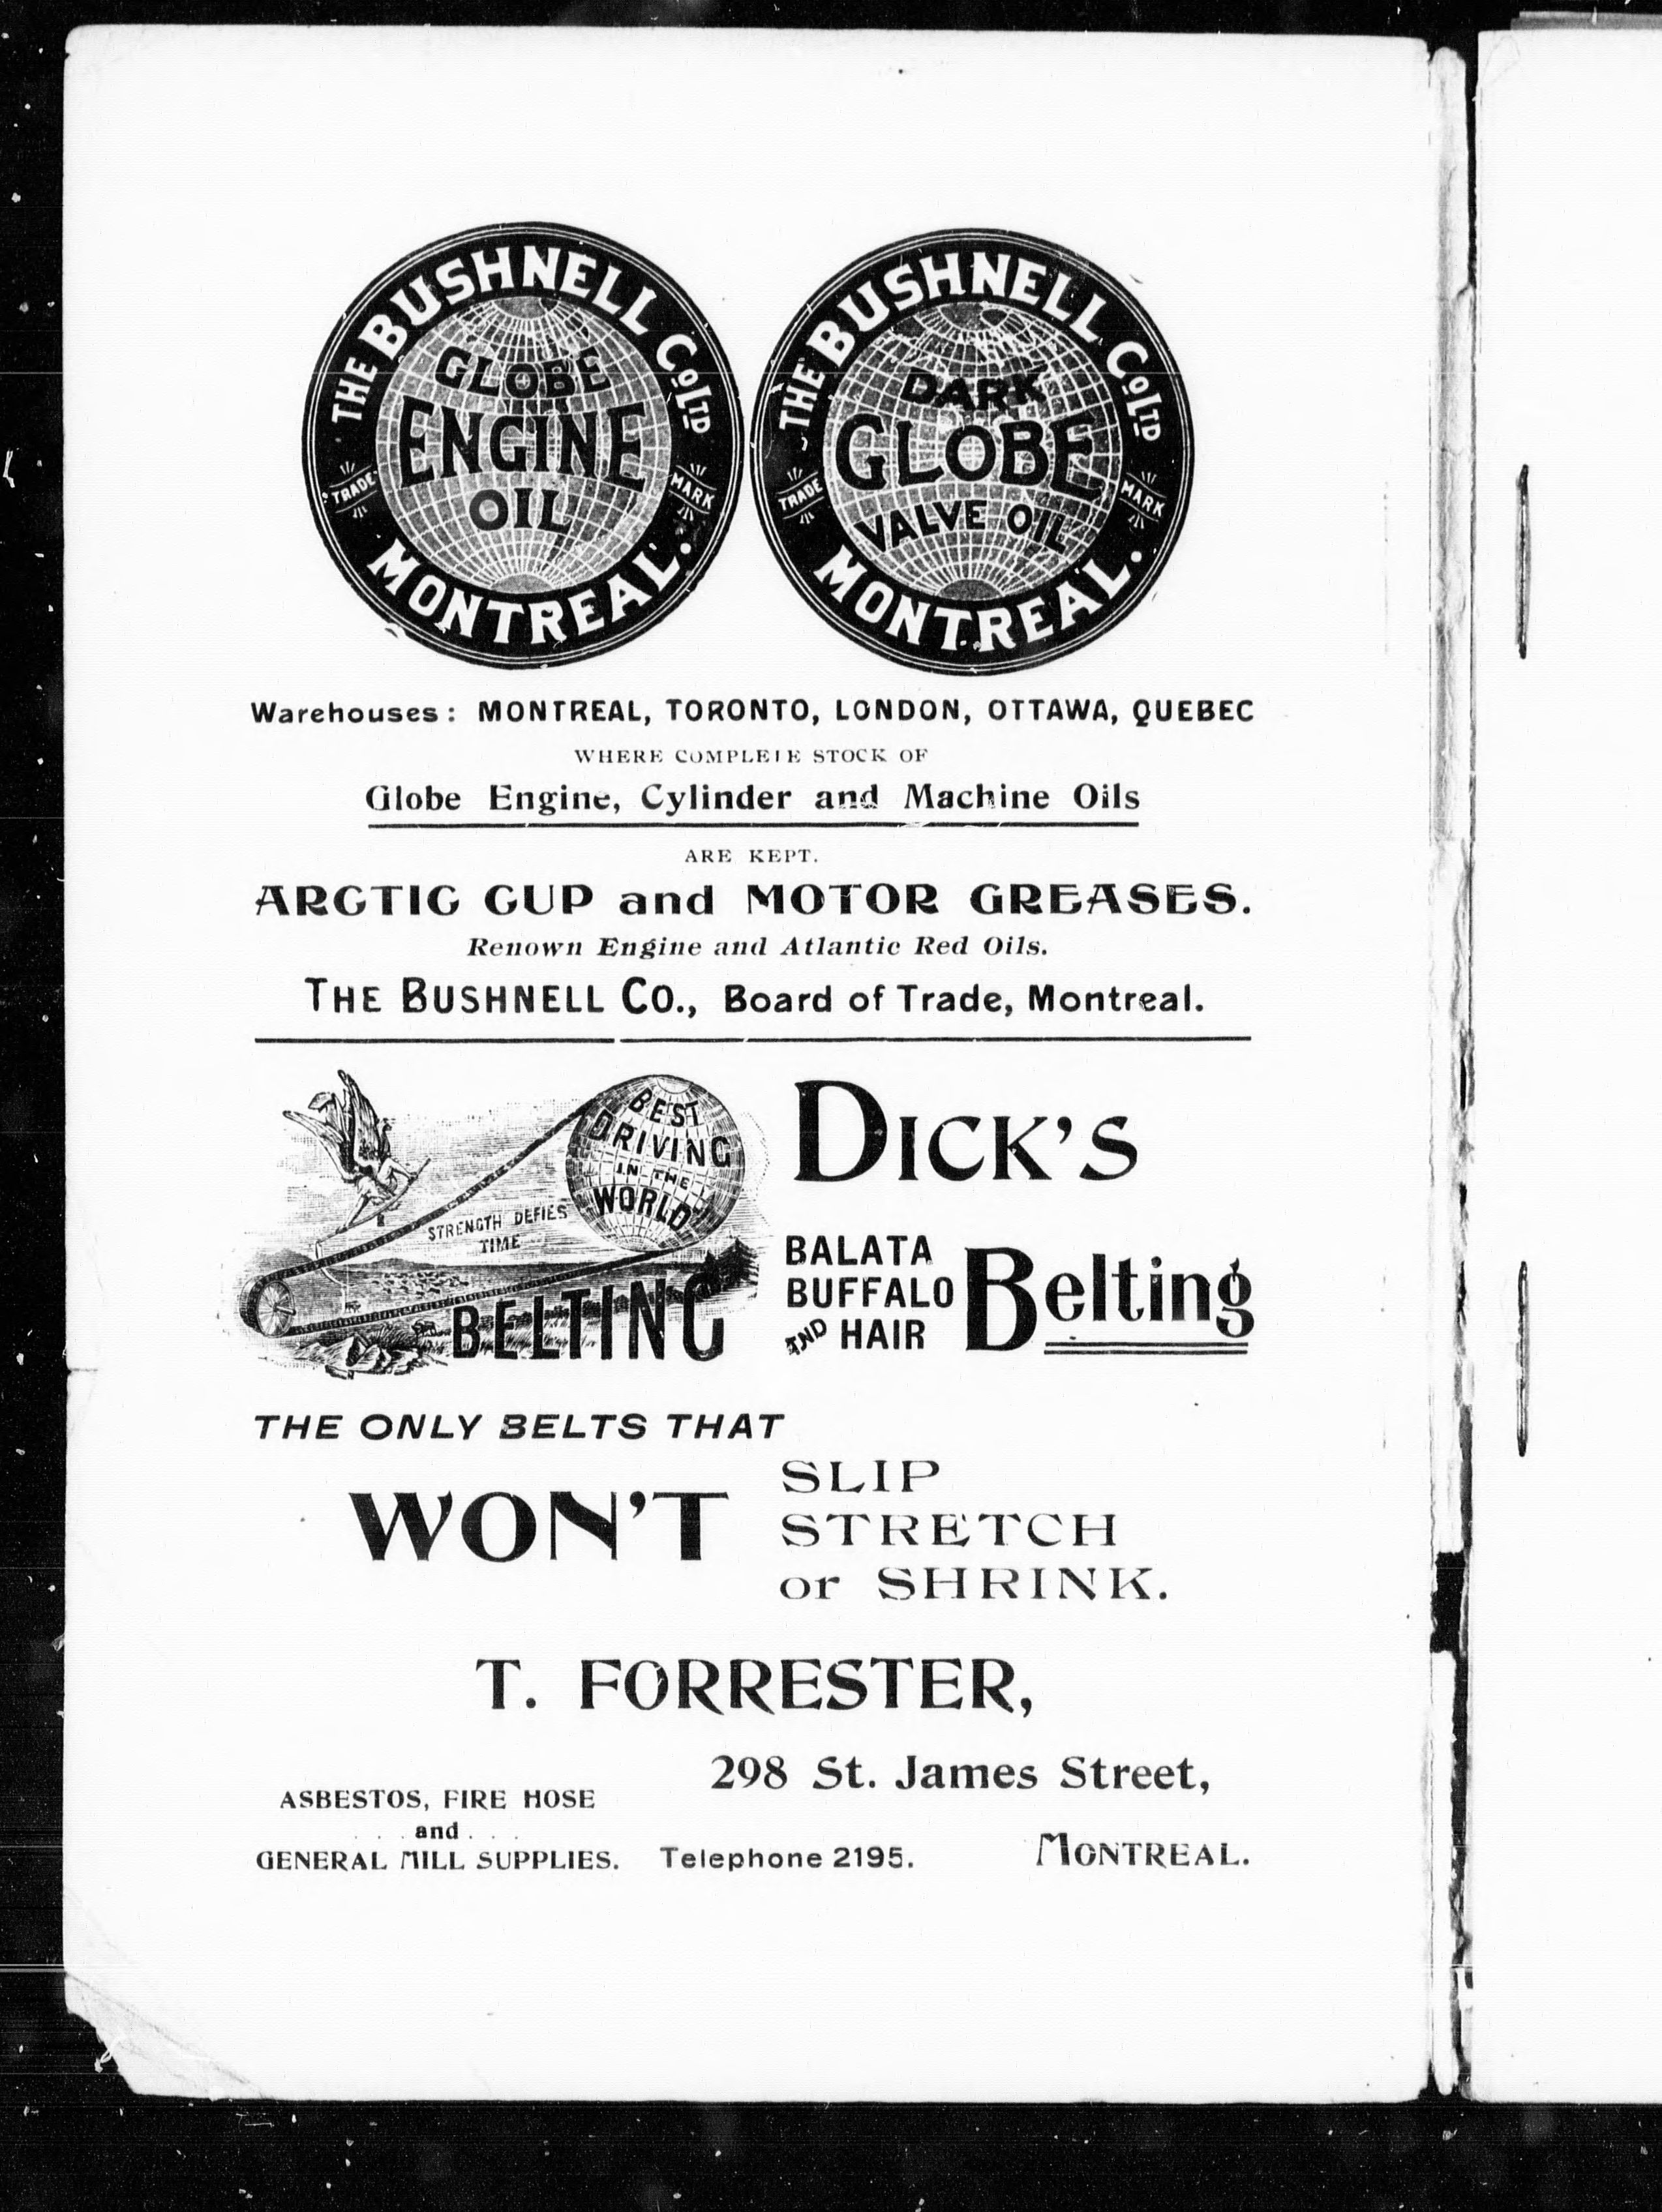 THE BUSHNELL Co LTD
GLOBE
ENGINE
OIL
TRADE MARK
MONTREAL.
THE BUSHNELL Co LTD
DARK
GLOBE
VALVE OIL
TRADE MARK
MONTREAL.
Warehouses: MONTREAL, TORONTO, LONDON, OTTAWA, QUEBEC
WHERE COMPLETE STOCK OF
Globe Engine, Cylinder and Machine Oils
ARE KEPT.
ARCTIC CUP and MOTOR GREASES.
Renown Engine and Atlantic Red Oils.
THE BUSHNELL CO., Board of Trade, Montreal.
BEST
DRIVING
IN THE
WORLD
STRENGTH DEFIES
TIME
BELTING
DICK'S
BALATA
BUFFALO
AND HAIR
Belting
THE ONLY BELTS THAT
WON'T
SLIP
STRETCH
or SHRINK.
T. FORRESTER,
298 St. James Street,
ASBESTOS, FIRE HOSE
. . . and . . .
GENERAL MILL SUPPLIES.
Telephone 2195.
MONTREAL.